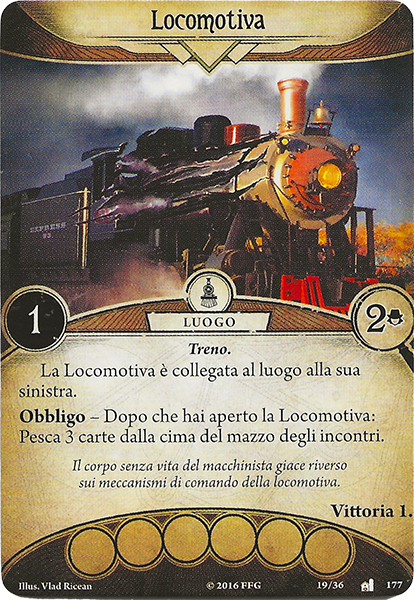 Locomotiva
EXPRESS
1
LUOGO
2
Treno.
La Locomotiva è collegata al luogo alla sua
sinistra.
Obbligo – Dopo che hai aperto la Locomotiva:
Pesca 3 carte dalla cima del mazzo degli incontri.
Il corpo senza vita del macchinista giace riverso
sui meccanismi di comando della locomotiva.
Vittoria 1.
Illus. Vlad Ricean © 2016 FFG 19/36 177